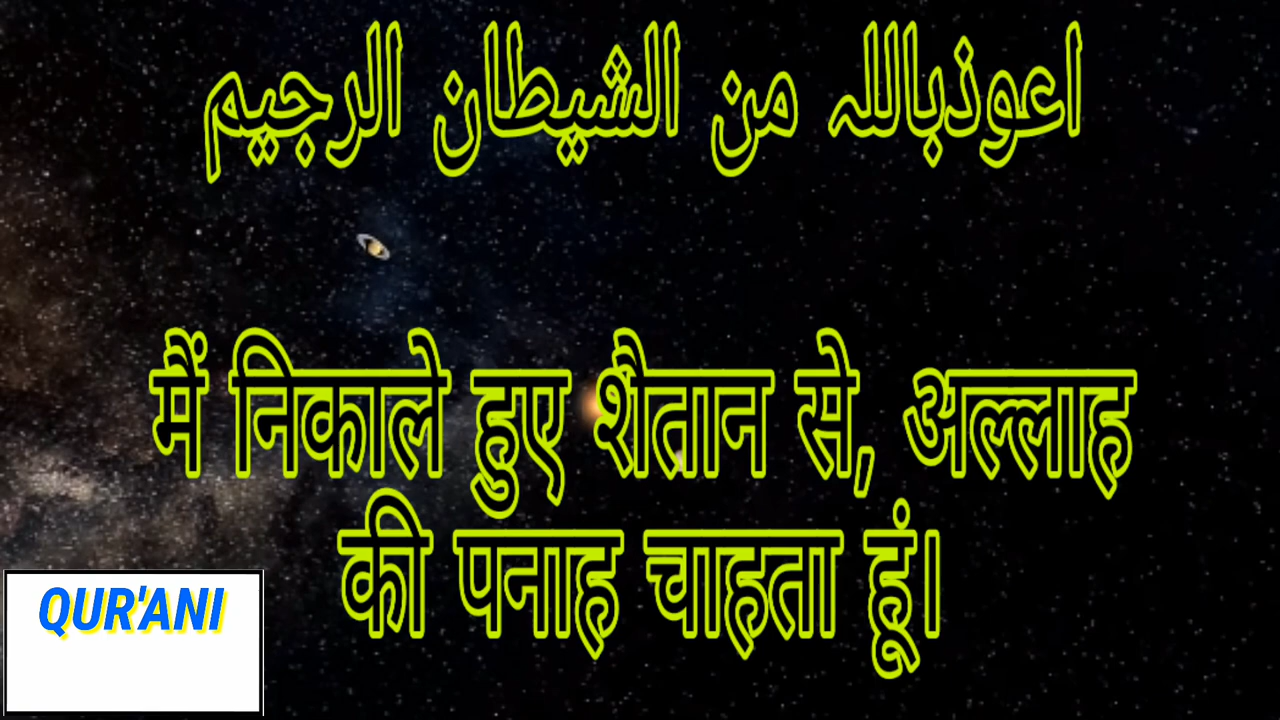 اعوذباللہ من الشیطان الرجیم
मैं निकाले हुए शैतान से, अल्लाह
की पनाह चाहता हूं।
QUR'ANI